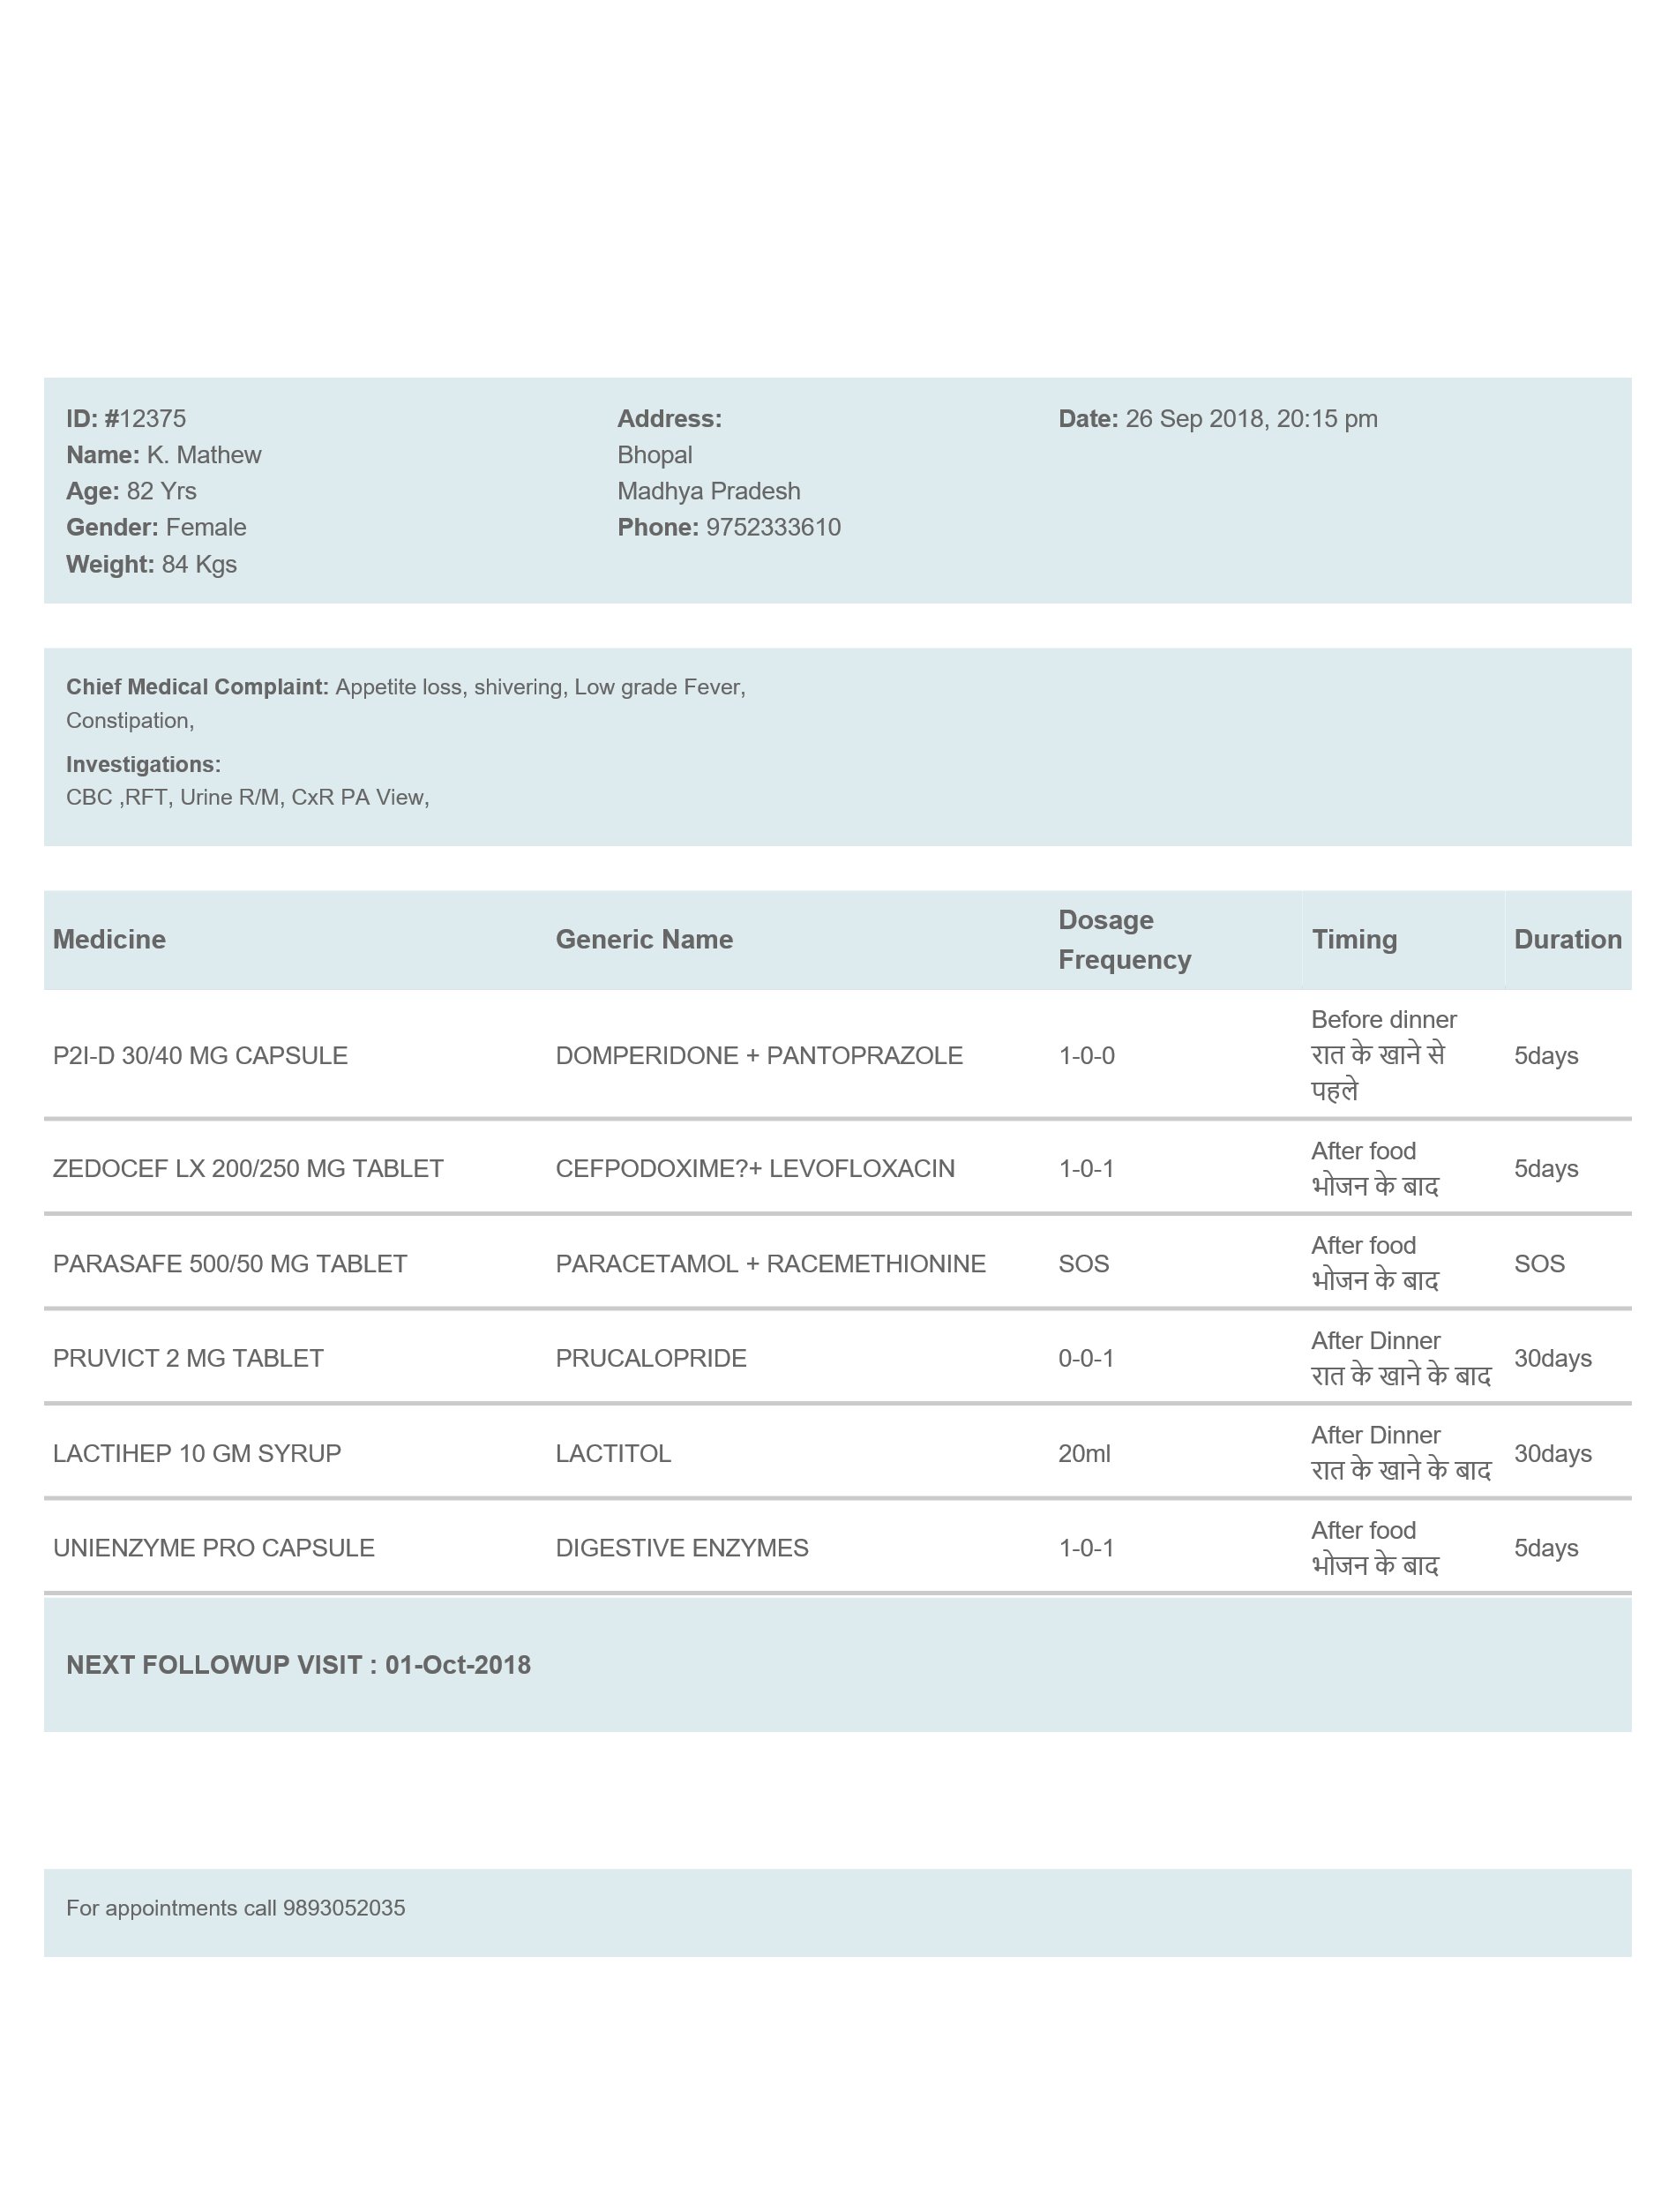 ID: #12375
Name: K. Mathew
Age: 82 Yrs
Gender: Female
Weight: 84 Kgs
Address:
Bhopal
Madhya Pradesh
Phone: 9752333610
Date: 26 Sep 2018, 20:15 pm
Chief Medical Complaint: Appetite loss, shivering, Low grade Fever,
Constipation,
Investigations:
CBC ,RFT, Urine R/M, CxR PA View,
Medicine Generic Name Dosage Frequency Timing Duration
P2I-D 30/40 MG CAPSULE DOMPERIDONE + PANTOPRAZOLE 1-0-0 Before dinner रात के खाने से पहले 5days
ZEDOCEF LX 200/250 MG TABLET CEFPODOXIME?+ LEVOFLOXACIN 1-0-1 After food भोजन के बाद 5days
PARASAFE 500/50 MG TABLET PARACETAMOL + RACEMETHIONINE SOS After food भोजन के बाद SOS
PRUVICT 2 MG TABLET PRUCALOPRIDE 0-0-1 After Dinner रात के खाने के बाद 30days
LACTIHEP 10 GM SYRUP LACTITOL 20ml After Dinner रात के खाने के बाद 30days
UNIENZYME PRO CAPSULE DIGESTIVE ENZYMES 1-0-1 After food भोजन के बाद 5days
NEXT FOLLOWUP VISIT : 01-Oct-2018
For appointments call 9893052035